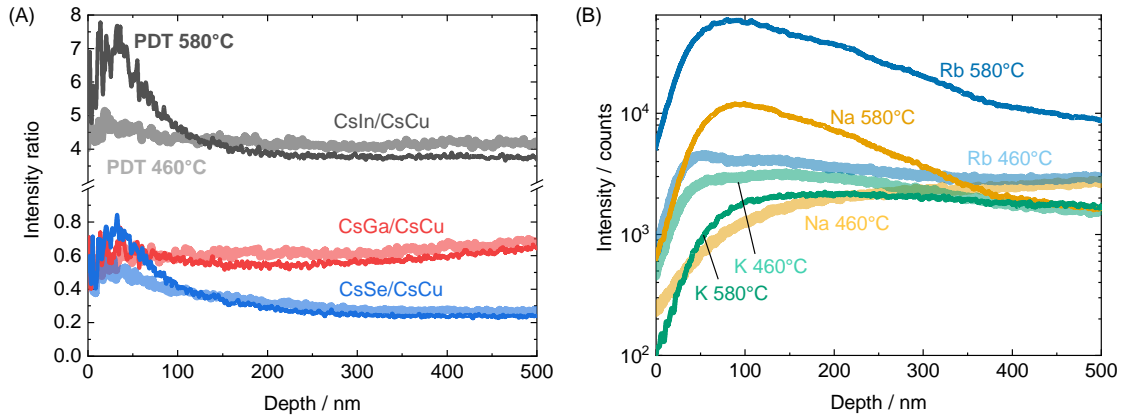 (A)
8
7
6
5
4
3
0.8
0.6
0.4
0.2
0.0
Intensity ratio
PDT 580°C
CsIn/CsCu
PDT 460°C
CsGa/CsCu
CsSe/CsCu
0 100 200 300 400 500
Depth / nm
(B)
10⁴
10³
10²
Intensity / counts
Rb 580°C
Na 580°C
Rb 460°C
Na 460°C
K 460°C
K 580°C
0 100 200 300 400 500
Depth / nm